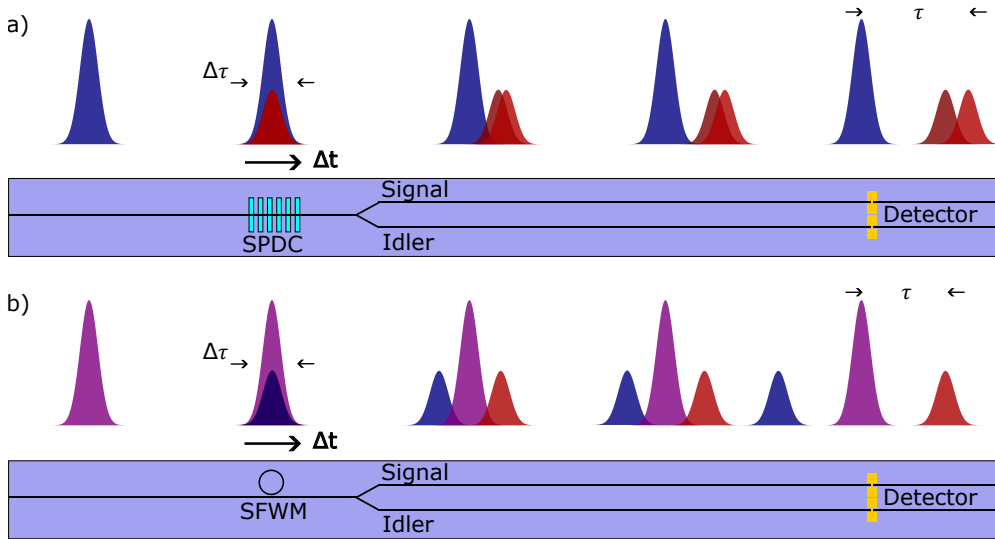 a)
τ
Δτ
Δt
Signal
Detector
SPDC
Idler
b)
τ
Δτ
Δt
Signal
Detector
SFWM
Idler